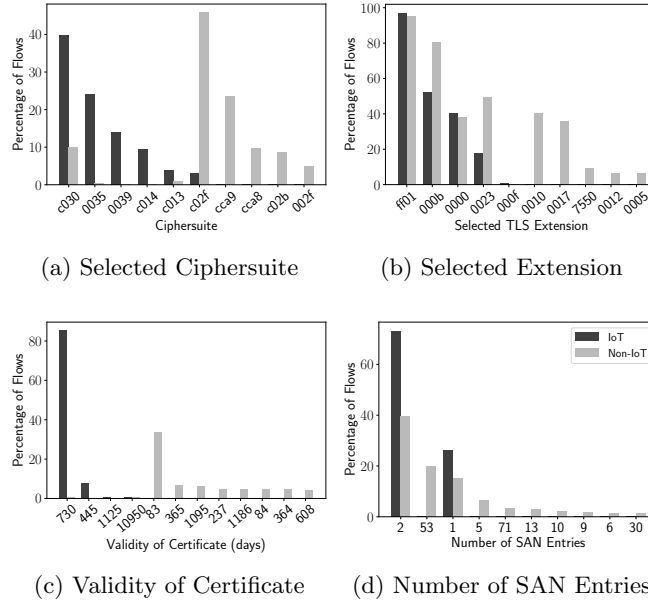 40
30
20
10
0
Percentage of Flows
c030
0035
0039
c014
c013
c02f
cca9
cca8
c02b
002f
Ciphersuite
(a) Selected Ciphersuite
100
80
60
40
20
0
Percentage of Flows
ff01
000b
0000
0023
000f
0010
0017
7550
0012
0005
Selected TLS Extension
(b) Selected Extension
80
60
40
20
0
Percentage of Flows
730
445
1125
10950
83
365
1095
237
1186
84
364
608
Validity of Certificate (days)
(c) Validity of Certificate
60
40
20
0
Percentage of Flows
IoT
Non-IoT
2
53
1
5
71
13
10
9
6
30
Number of SAN Entries
(d) Number of SAN Entries